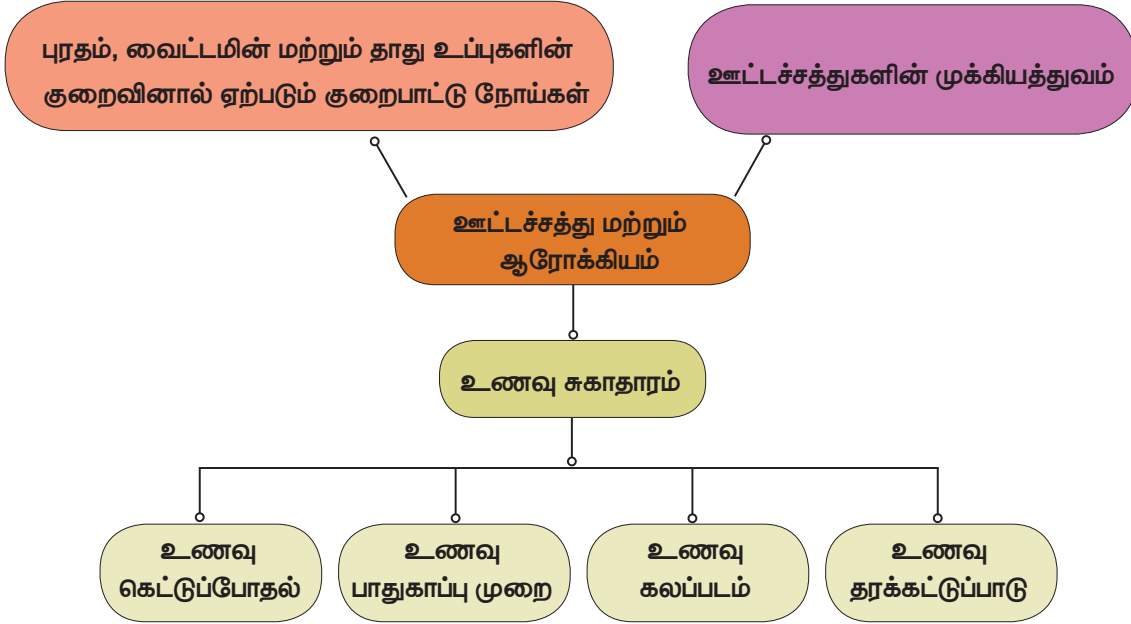 புரதம், வைட்டமின் மற்றும் தாது உப்புகளின்
குறைவினால் ஏற்படும் குறைபாட்டு நோய்கள்
ஊட்டச்சத்துகளின் முக்கியத்துவம்
ஊட்டச்சத்து மற்றும்
ஆரோக்கியம்
உணவு சுகாதாரம்
உணவு
கெட்டுப்போதல்
உணவு
பாதுகாப்பு முறை
உணவு
கலப்படம்
உணவு
தரக்கட்டுப்பாடு